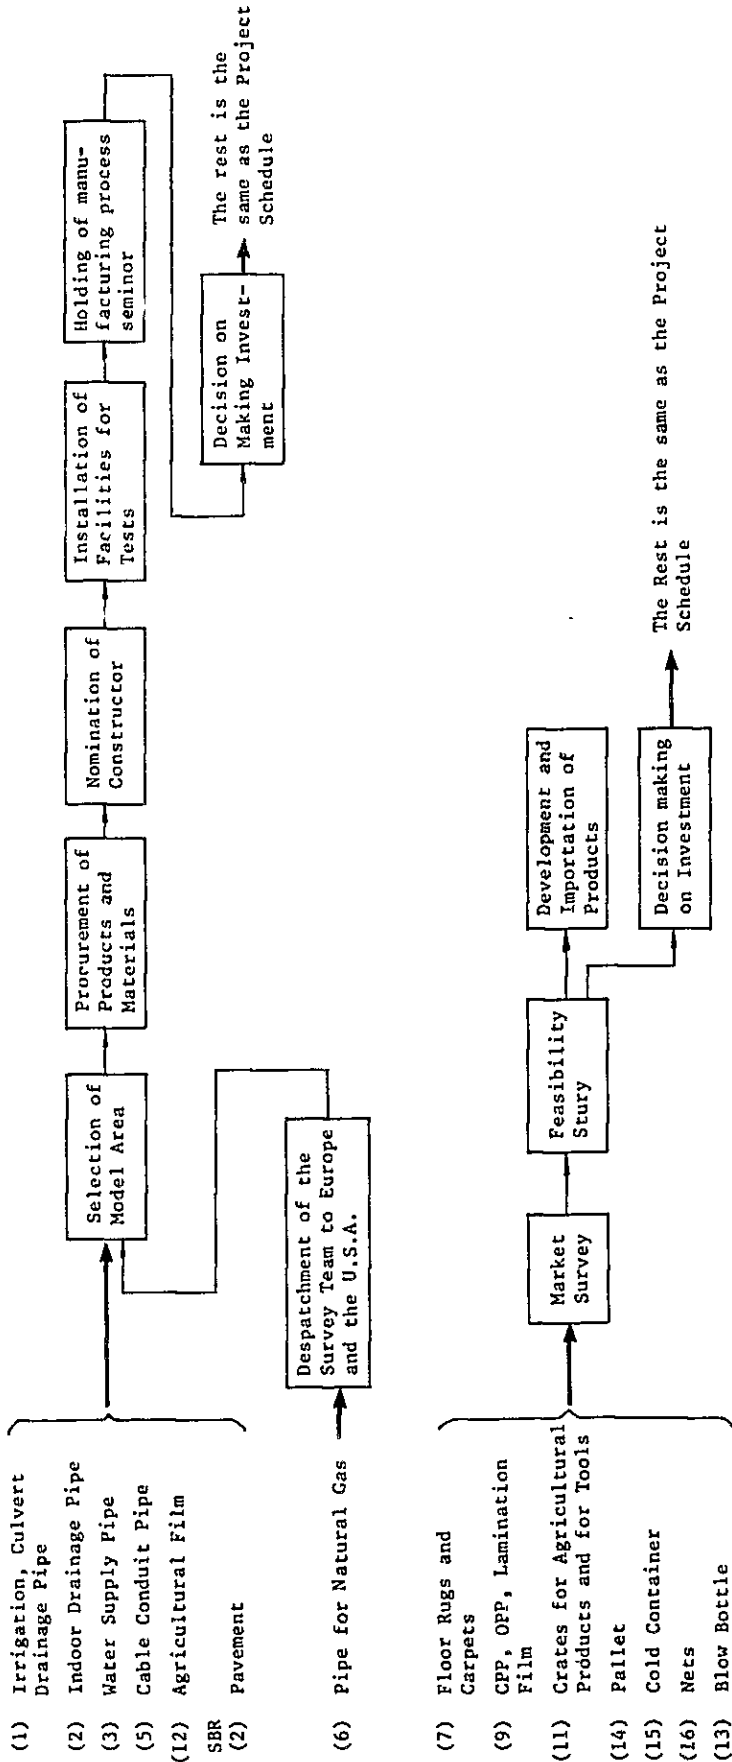 (1) Irrigation, Culvert
Drainage Pipe
(2) Indoor Drainage Pipe
(3) Water Supply Pipe
(5) Cable Conduit Pipe
(12) Agricultural Film
SBR
(2) Pavement
Selection of
Model Area
Procurement of
Products and
Materials
Nomination of
Constructor
Installation of
Facilities for
Tests
Holding of manu-
facturing process
seminor
Decision on
Making Invest-
ment
The rest is the
same as the Project
Schedule
(6) Pipe for Natural Gas
Despatchment of the
Survey Team to Europe
and the U.S.A.
(7) Floor Rugs and
Carpets
(9) CPP, OPP, Lamination
Film
(11) Crates for Agricultural
Products and for Tools
(14) Pallet
(15) Cold Container
(16) Nets
(13) Blow Bottle
Market
Survey
Feasibility
Stury
Development and
Importation of
Products
Decision making
on Investment
The Rest is the same as the Project
Schedule